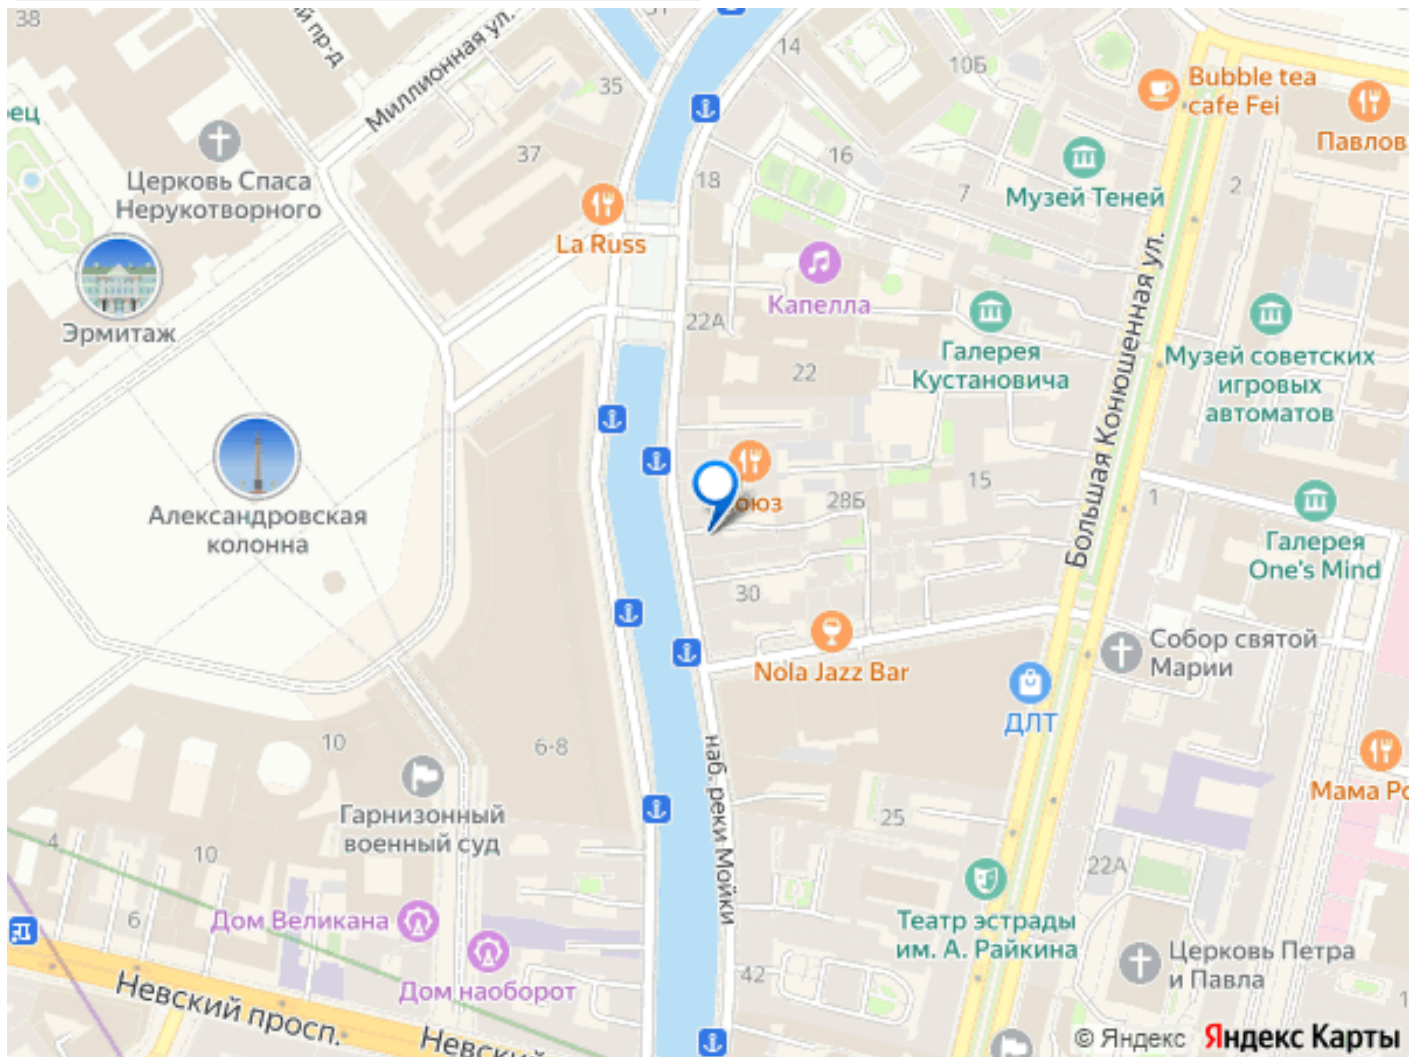 38
Миллионная ул.
й пр-д
35
37
14
10Б
Bubble tea
cafe Fei
Павлов
ец
Церковь Спаса
Нерукотворного
16
18
7
Музей Теней
2
La Russ
Эрмитаж
Капелла
22А
22
Галерея
Кустановича
Большая Конюшенная ул.
Музей советских
игровых
автоматов
Александровская
колонна
оюз
28Б
15
1
Галерея
One's Mind
30
Nola Jazz Bar
Собор святой
Марии
ДЛТ
10
6-8
Гарнизонный
военный суд
наб. реки Мойки
25
Мама Ро
4
10
6
22А
Дом Великана
Дом наоборот
Театр эстрады
им. А. Райкина
Церковь Петра
и Павла
42
1
Невский просп.
Невск
© Яндекс Яндекс Карты